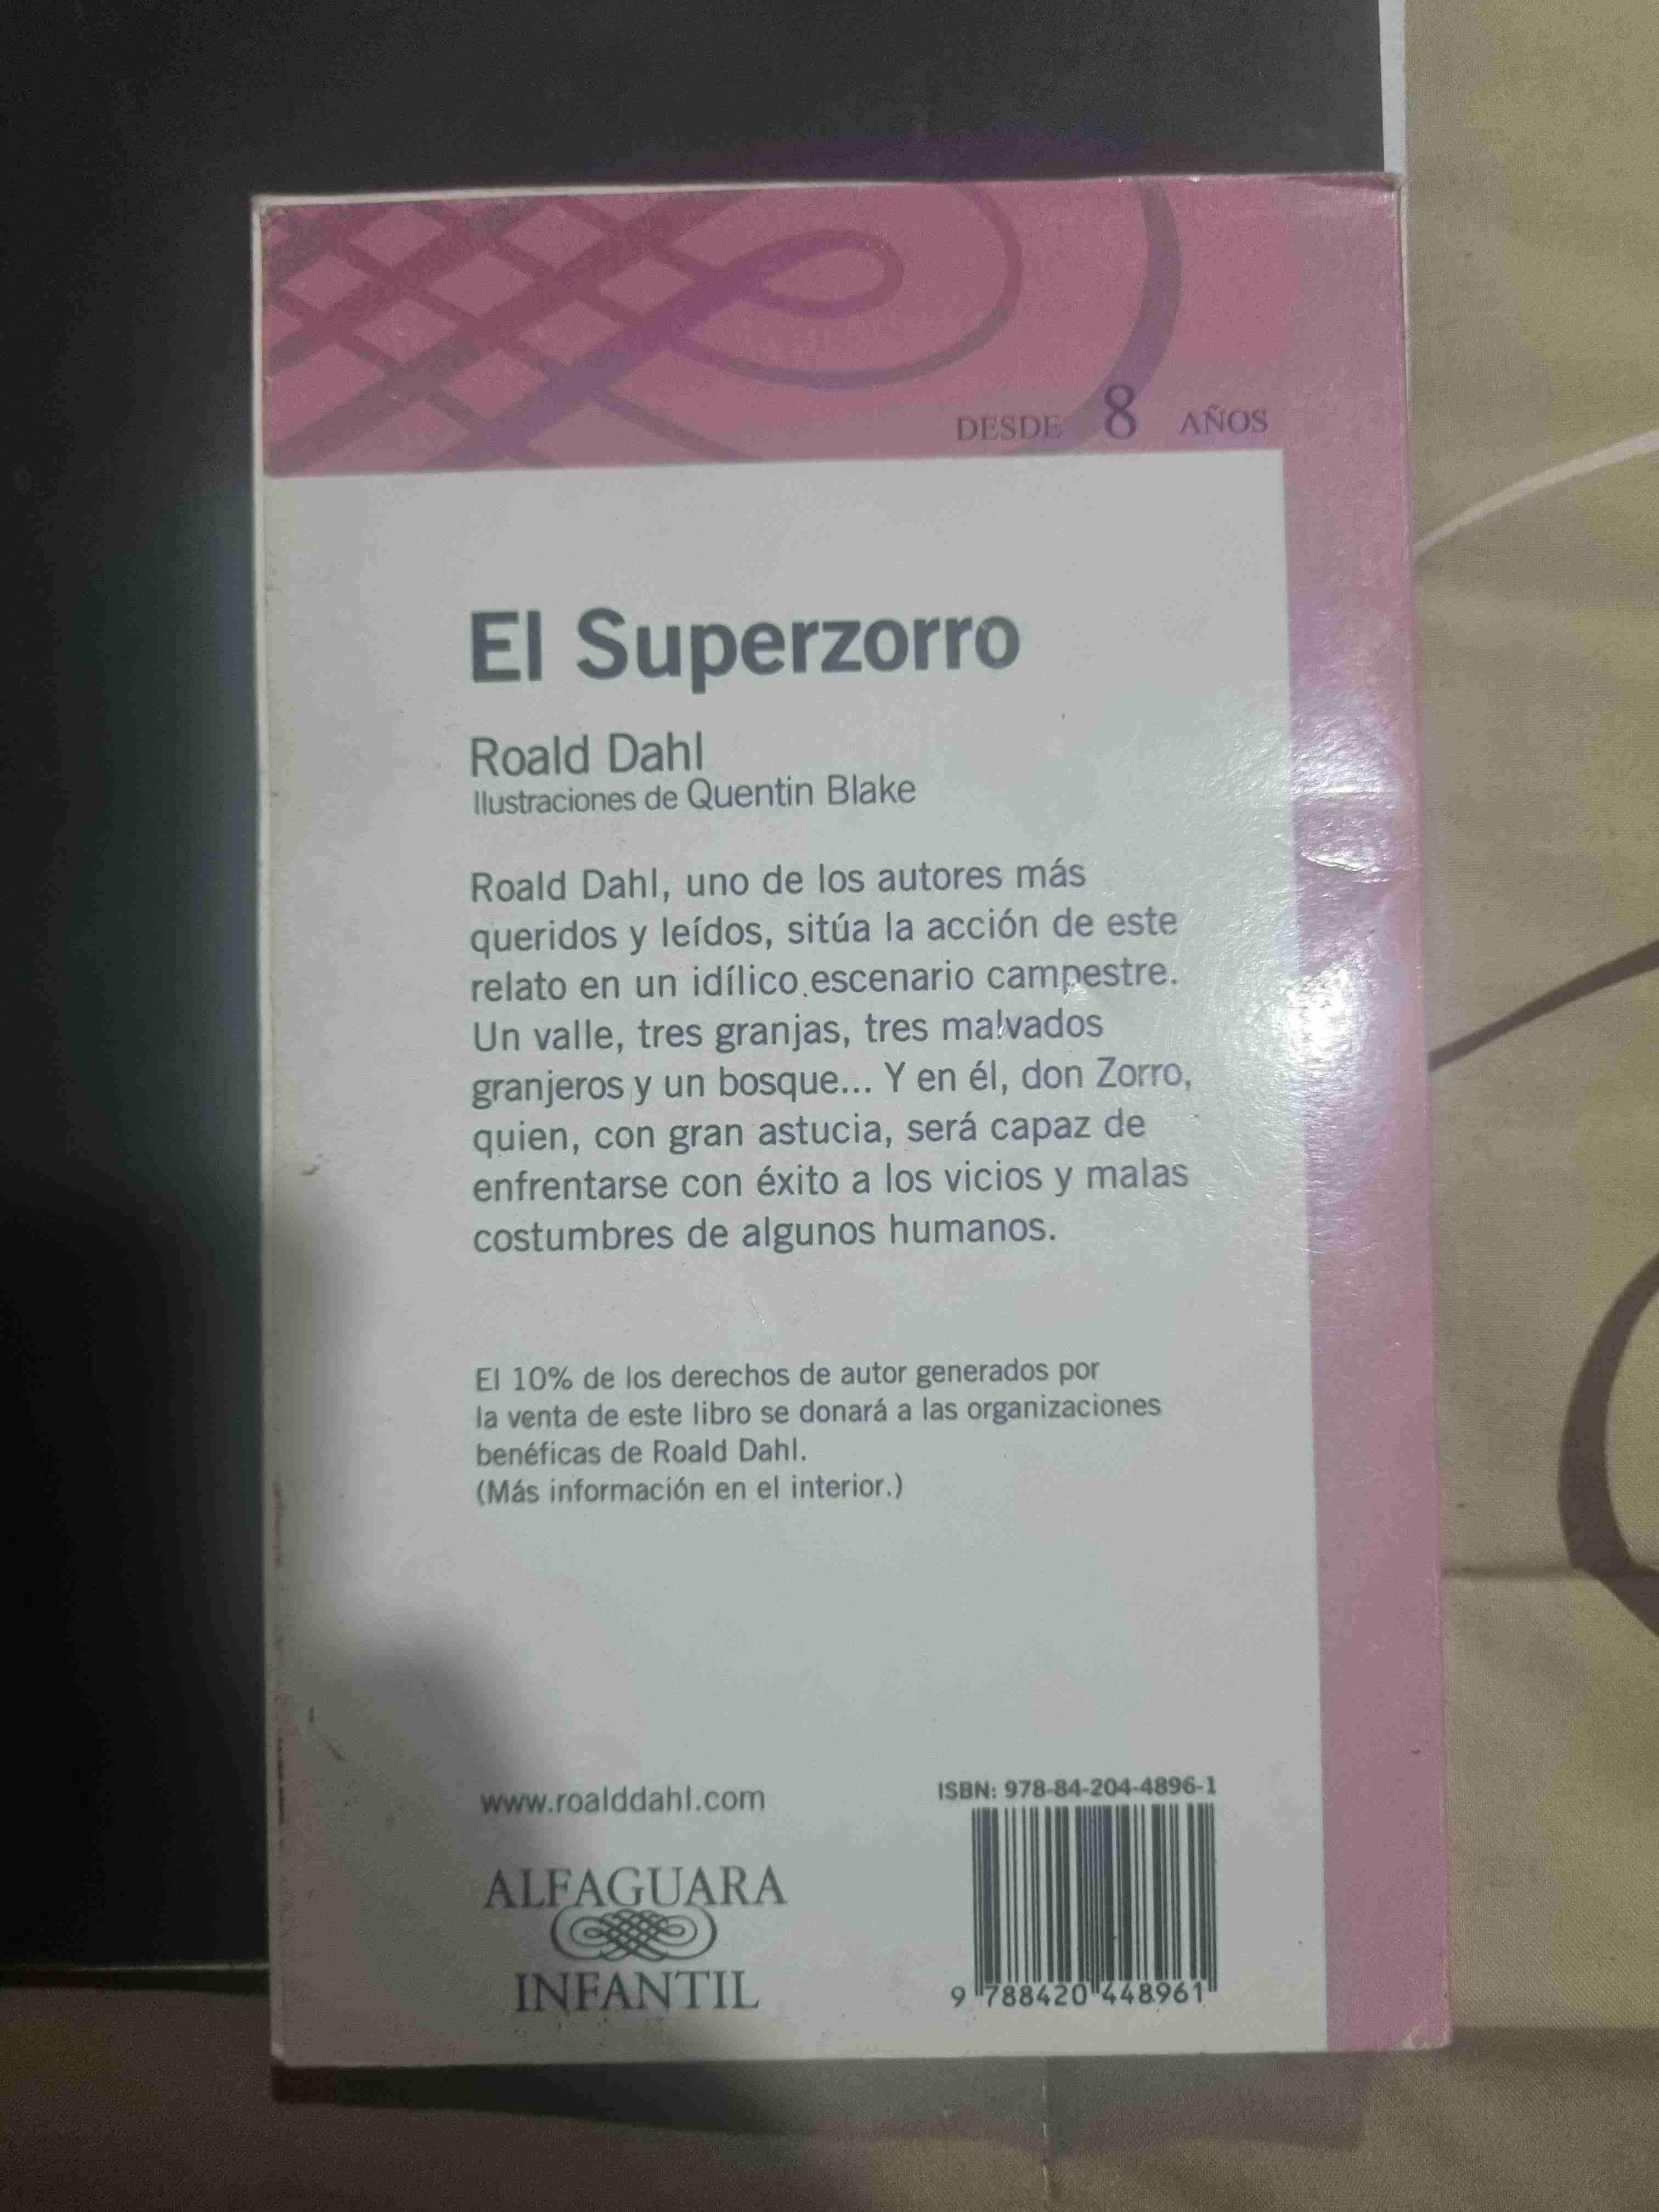 DESDE 8 AÑOS
El Superzorro
Roald Dahl
Ilustraciones de Quentin Blake
Roald Dahl, uno de los autores más
queridos y leídos, sitúa la acción de este
relato en un idílico escenario campestre.
Un valle, tres granjas, tres malvados
granjeros y un bosque... Y en él, don Zorro,
quien, con gran astucia, será capaz de
enfrentarse con éxito a los vicios y malas
costumbres de algunos humanos.
El 10% de los derechos de autor generados por
la venta de este libro se donará a las organizaciones
benéficas de Roald Dahl.
(Más información en el interior.)
www.roalddahl.com
ALFAGUARA
INFANTIL
ISBN: 978-84-204-4896-1
9 788420 448961